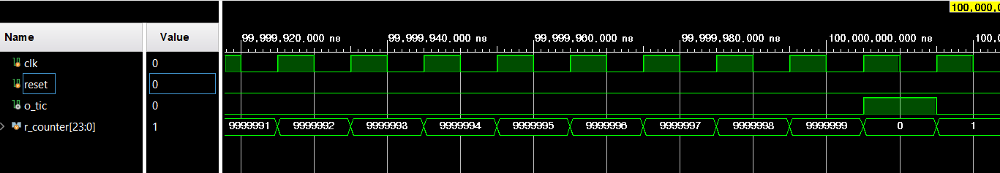 100,000,0
Name Value 99,999,920.000 ns 99,999,940.000 ns 99,999,960.000 ns 99,999,980.000 ns 100,000,000.000 ns 100,0
clk 0
reset 0
o_tic 0
r_counter[23:0] 1 9999991 9999992 9999993 9999994 9999995 9999996 9999997 9999998 9999999 0 1